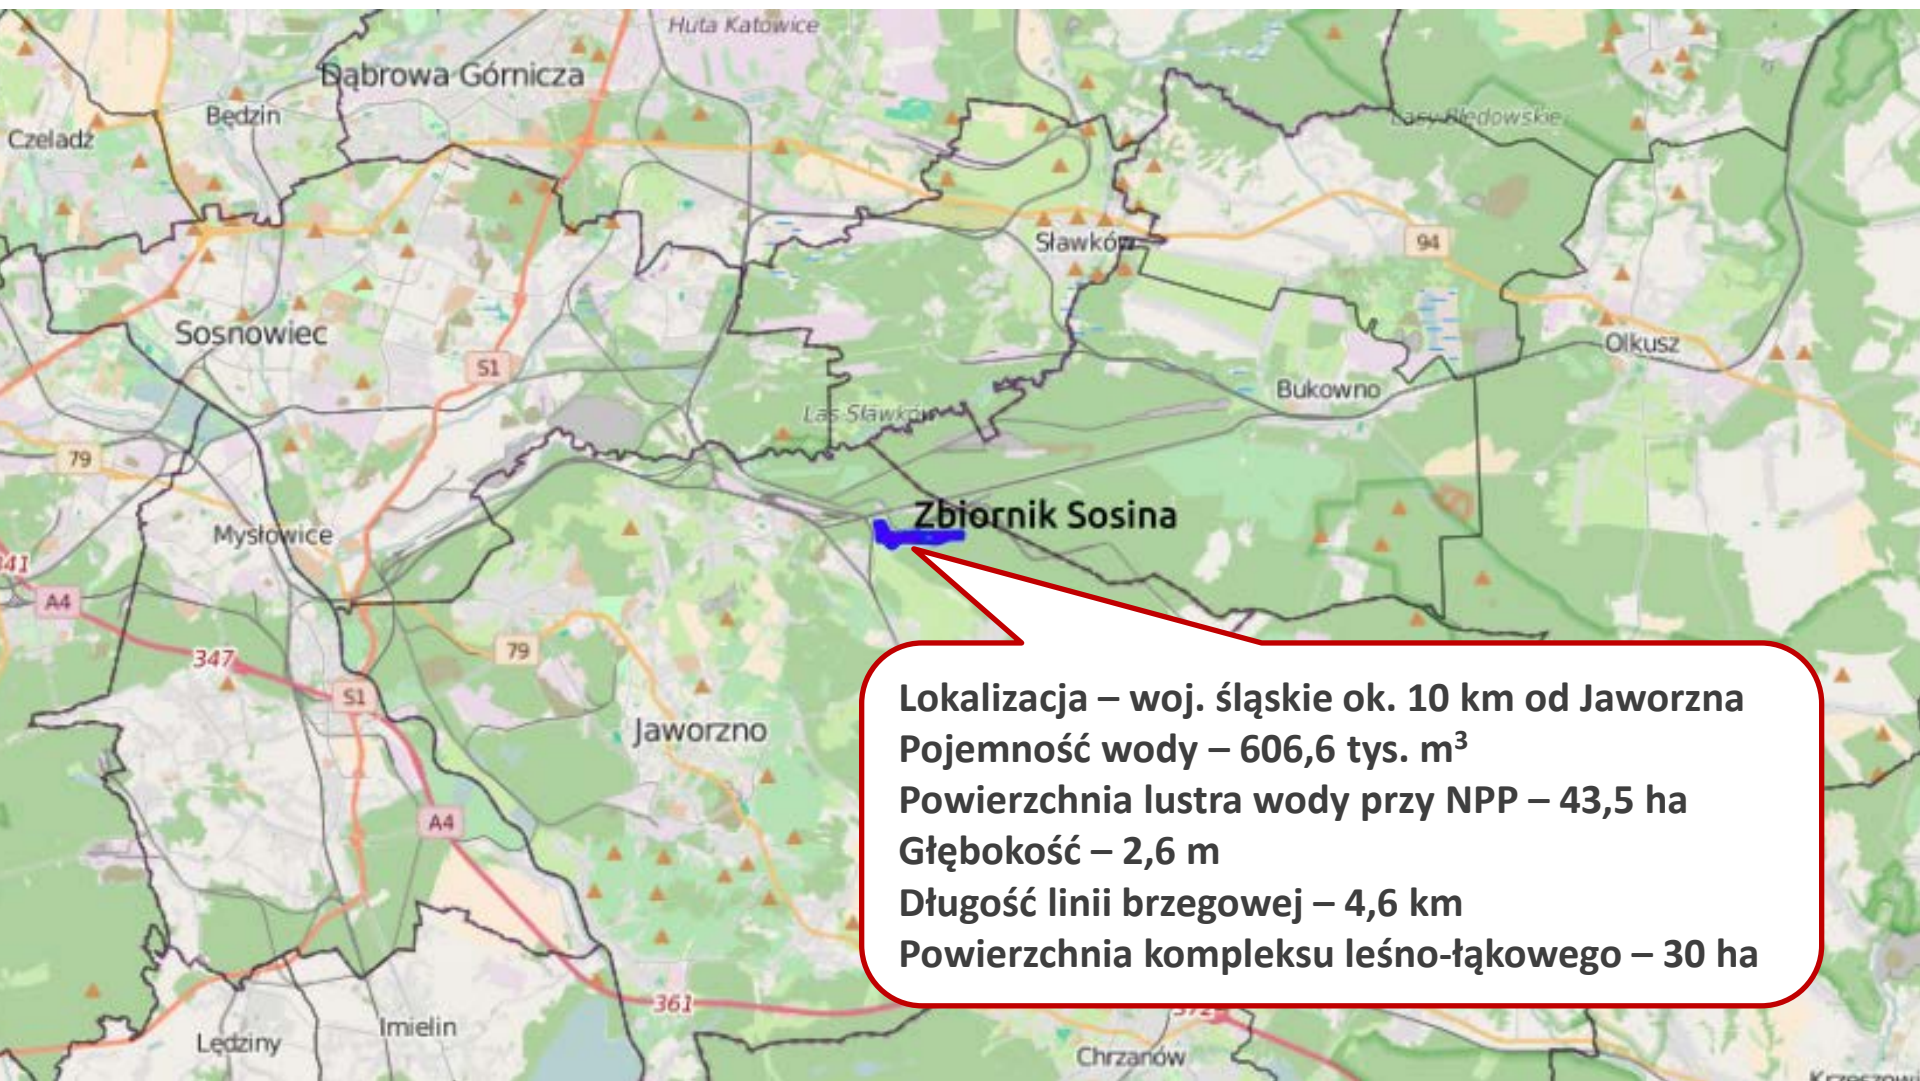 Huta Katowice
Dąbrowa Górnicza
Będzin
Czeladź
Lasy Błędowskie
Sławków
94
Sosnowiec
S1
Olkusz
Bukowno
Las Sławków
79
Zbiornik Sosina
Mysłowice
341
A4
79
347
S1
Jaworzno
A4
Lokalizacja – woj. śląskie ok. 10 km od Jaworzna
Pojemność wody – 606,6 tys. m³
Powierzchnia lustra wody przy NPP – 43,5 ha
Głębokość – 2,6 m
Długość linii brzegowej – 4,6 km
Powierzchnia kompleksu leśno-łąkowego – 30 ha
361
372
Imielin
Lędziny
Chrzanów